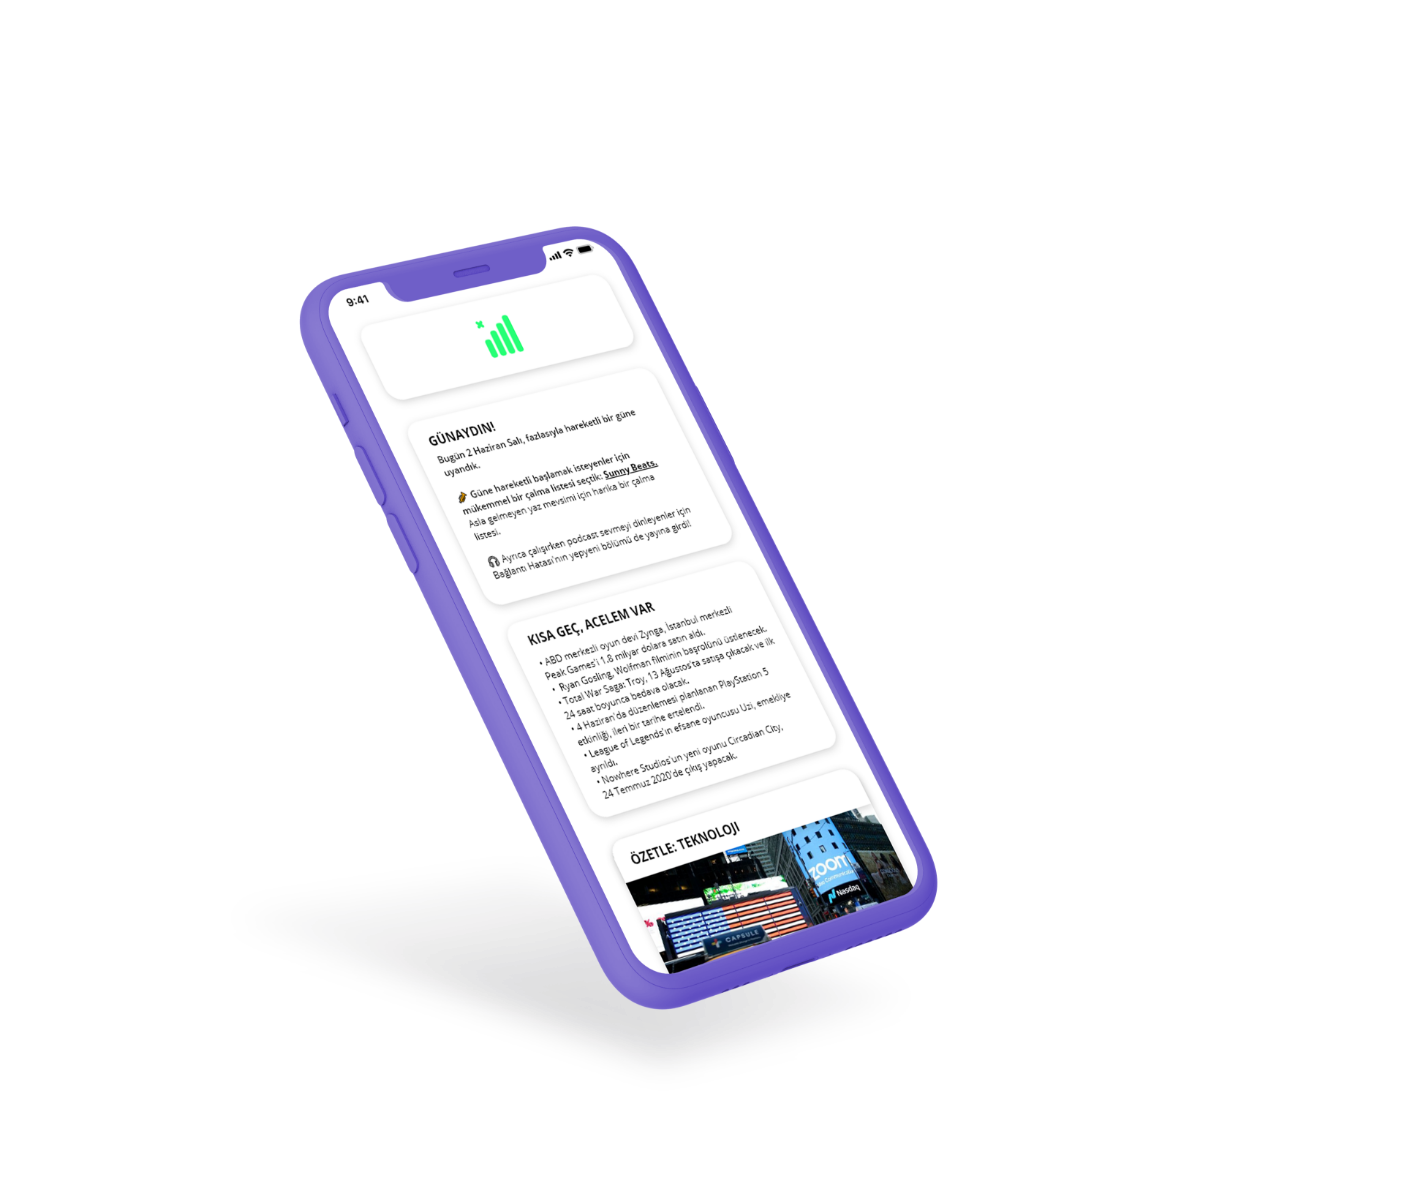 9:41
GÜNAYDIN!
Bugün 2 Haziran Salı, fazlasıyla hareketli bir güne
uyandık.
Güne hareketli başlamak isteyenler için
mükemmel bir çalma listesi seçtik: Sunny Beats.
Asla gelmeyen yaz mevsimi için harika bir çalma
listesi.
Ayrıca çalışırken podcast sevmeyi dinleyenler için
Bağlantı Hatası'nın yepyeni bölümü de yayına girdi!
KISA GEÇ, ACELEM VAR
• ABD merkezli oyun devi Zynga, İstanbul merkezli
Peak Games'i 1.8 milyar dolara satın aldı.
• Ryan Gosling, Wolfman filminin başrolünü üstlenecek.
• Total War Saga: Troy, 13 Ağustos'ta satışa çıkacak ve ilk
24 saat boyunca bedava olacak.
• 4 Haziran'da düzenlemesi planlanan PlayStation 5
etkinliği, ileri bir tarihe ertelendi.
• League of Legends'ın efsane oyuncusu Uzi, emekliye
ayrıldı.
• Nowhere Studios'un yeni oyunu Circadian City,
24 Temmuz 2020'de çıkış yapacak.
ÖZETLE: TEKNOLOJI
zoom
Nasdaq
CAPSULE